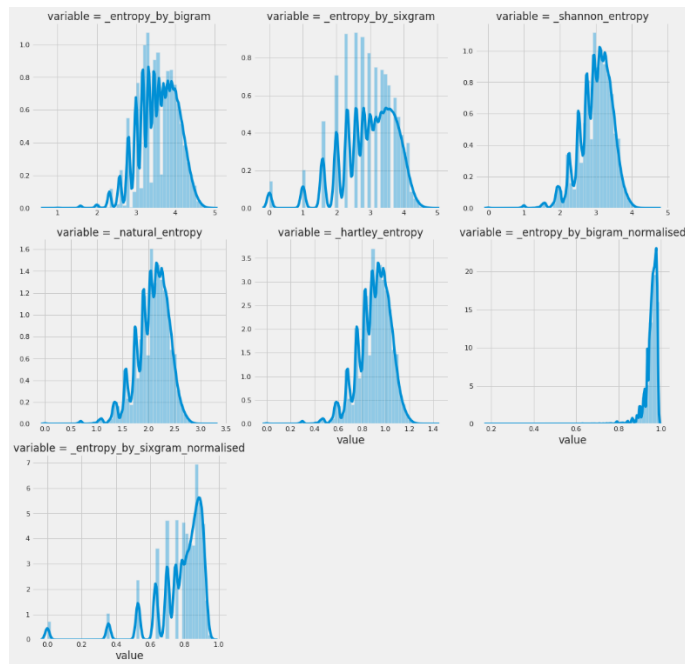 variable = _entropy_by_bigram
variable = _entropy_by_sixgram
variable = _shannon_entropy
1.0
0.8
0.6
0.4
0.2
0.0
1 2 3 4 5
0.8
0.6
0.4
0.2
0.0
0 1 2 3 4 5
1.0
0.8
0.6
0.4
0.2
0.0
0 1 2 3 4 5
variable = _natural_entropy
variable = _hartley_entropy
variable = _entropy_by_bigram_normalised
1.6
1.4
1.2
1.0
0.8
0.6
0.4
0.2
0.0
0.0 0.5 1.0 1.5 2.0 2.5 3.0 3.5
3.5
3.0
2.5
2.0
1.5
1.0
0.5
0.0
0.0 0.2 0.4 0.6 0.8 1.0 1.2 1.4
value
20
15
10
5
0
0.2 0.4 0.6 0.8 1.0
value
variable = _entropy_by_sixgram_normalised
7
6
5
4
3
2
1
0
0.0 0.2 0.4 0.6 0.8 1.0
value